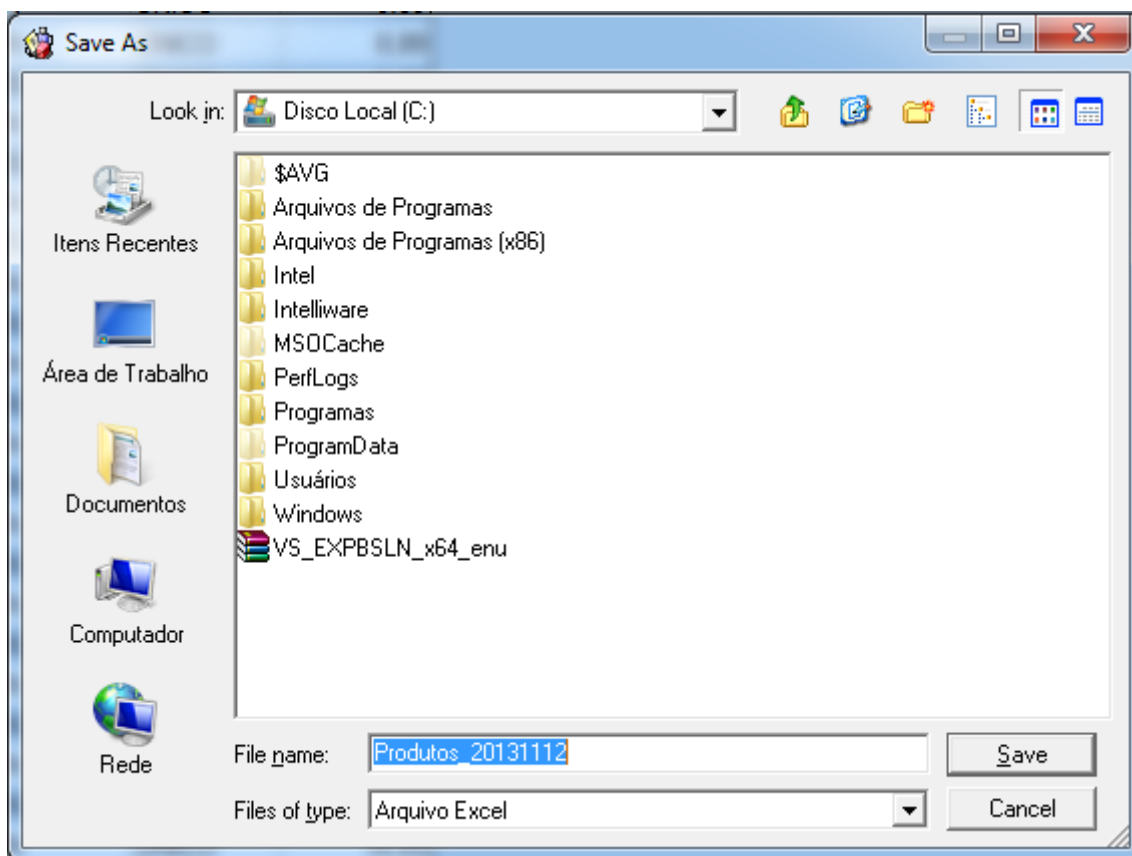 Save As
Look in:
Disco Local (C:)
$AVG
Arquivos de Programas
Arquivos de Programas (x86)
Intel
Intelliware
MSOCache
PerfLogs
Programas
ProgramData
Usuários
Windows
VS_EXPBSLN_x64_enu
Itens Recentes
Área de Trabalho
Documentos
Computador
Rede
File name:
Produtos_20131112
Save
Files of type:
Arquivo Excel
Cancel